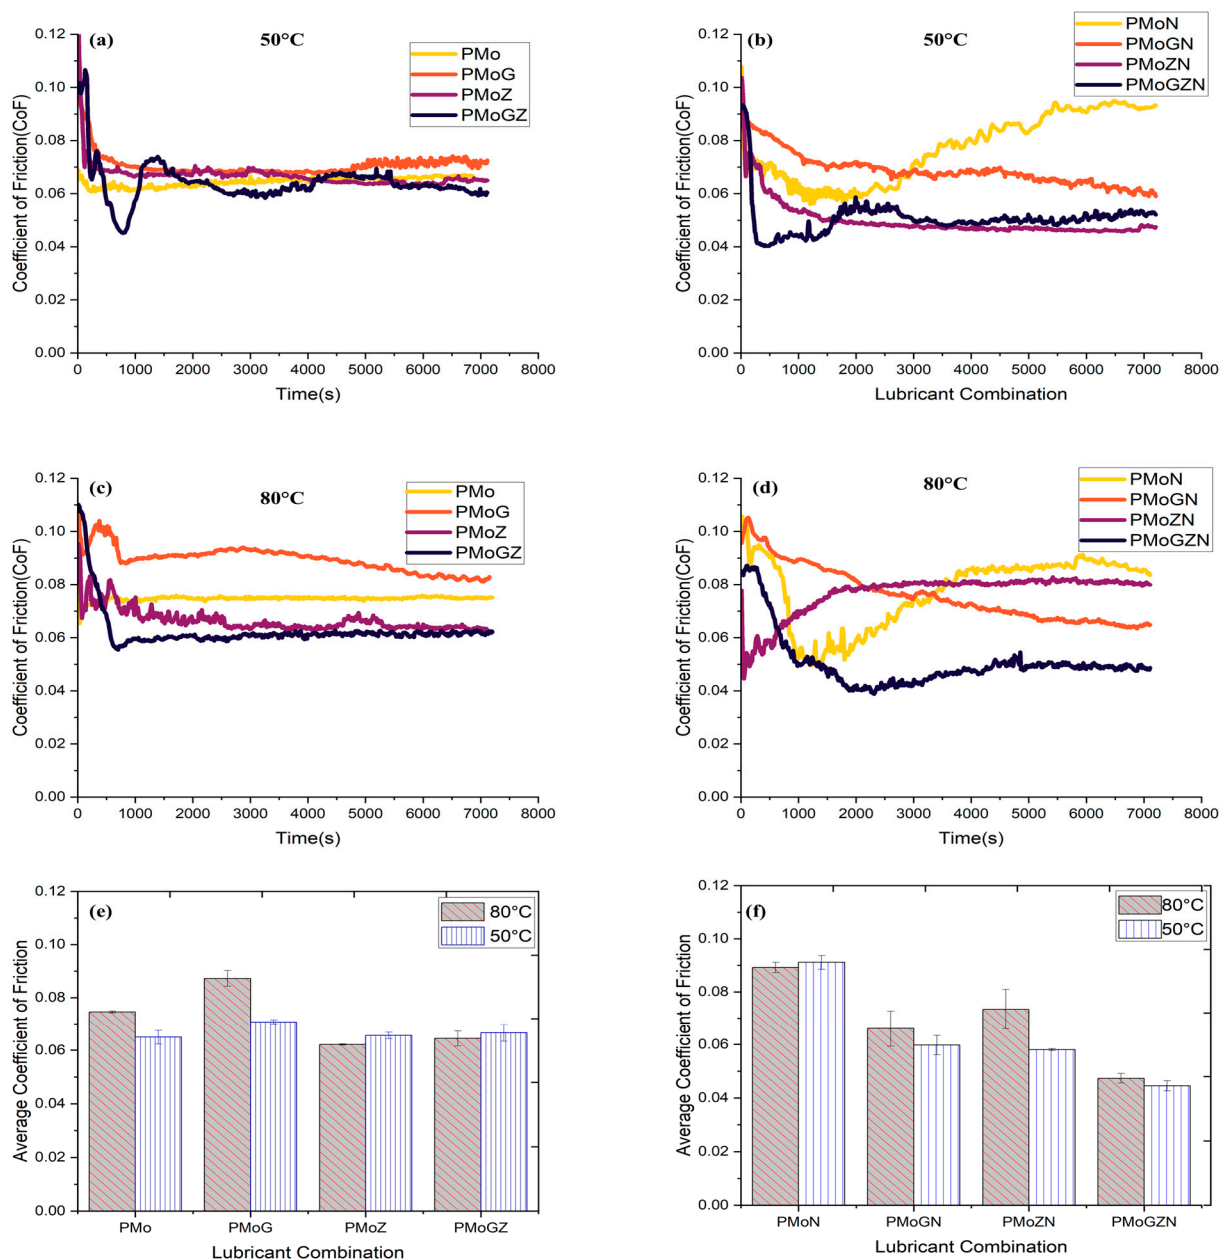 (a)
50°C
PMo
PMoG
PMoZ
PMoGZ
Coefficient of Friction(CoF)
0.12
0.10
0.08
0.06
0.04
0.02
0.00
0
1000
2000
3000
4000
5000
6000
7000
8000
Time(s)
(b)
50°C
PMoN
PMoGN
PMoZN
PMoGZN
Coefficient of Friction(CoF)
0.12
0.10
0.08
0.06
0.04
0.02
0.00
0
1000
2000
3000
4000
5000
6000
7000
8000
Lubricant Combination
(c)
80°C
PMo
PMoG
PMoZ
PMoGZ
Coefficient of Friction(CoF)
0.12
0.10
0.08
0.06
0.04
0.02
0.00
0
1000
2000
3000
4000
5000
6000
7000
8000
Time(s)
(d)
80°C
PMoN
PMoGN
PMoZN
PMoGZN
Coefficient of Friction(CoF)
0.12
0.10
0.08
0.06
0.04
0.02
0.00
0
1000
2000
3000
4000
5000
6000
7000
8000
Time(s)
(e)
80°C
50°C
Average Coefficient of Friction
0.12
0.10
0.08
0.06
0.04
0.02
0.00
PMo
PMoG
PMoZ
PMoGZ
Lubricant Combination
(f)
80°C
50°C
Average Coefficient of Friction
0.12
0.10
0.08
0.06
0.04
0.02
0.00
PMoN
PMoGN
PMoZN
PMoGZN
Lubricant Combination